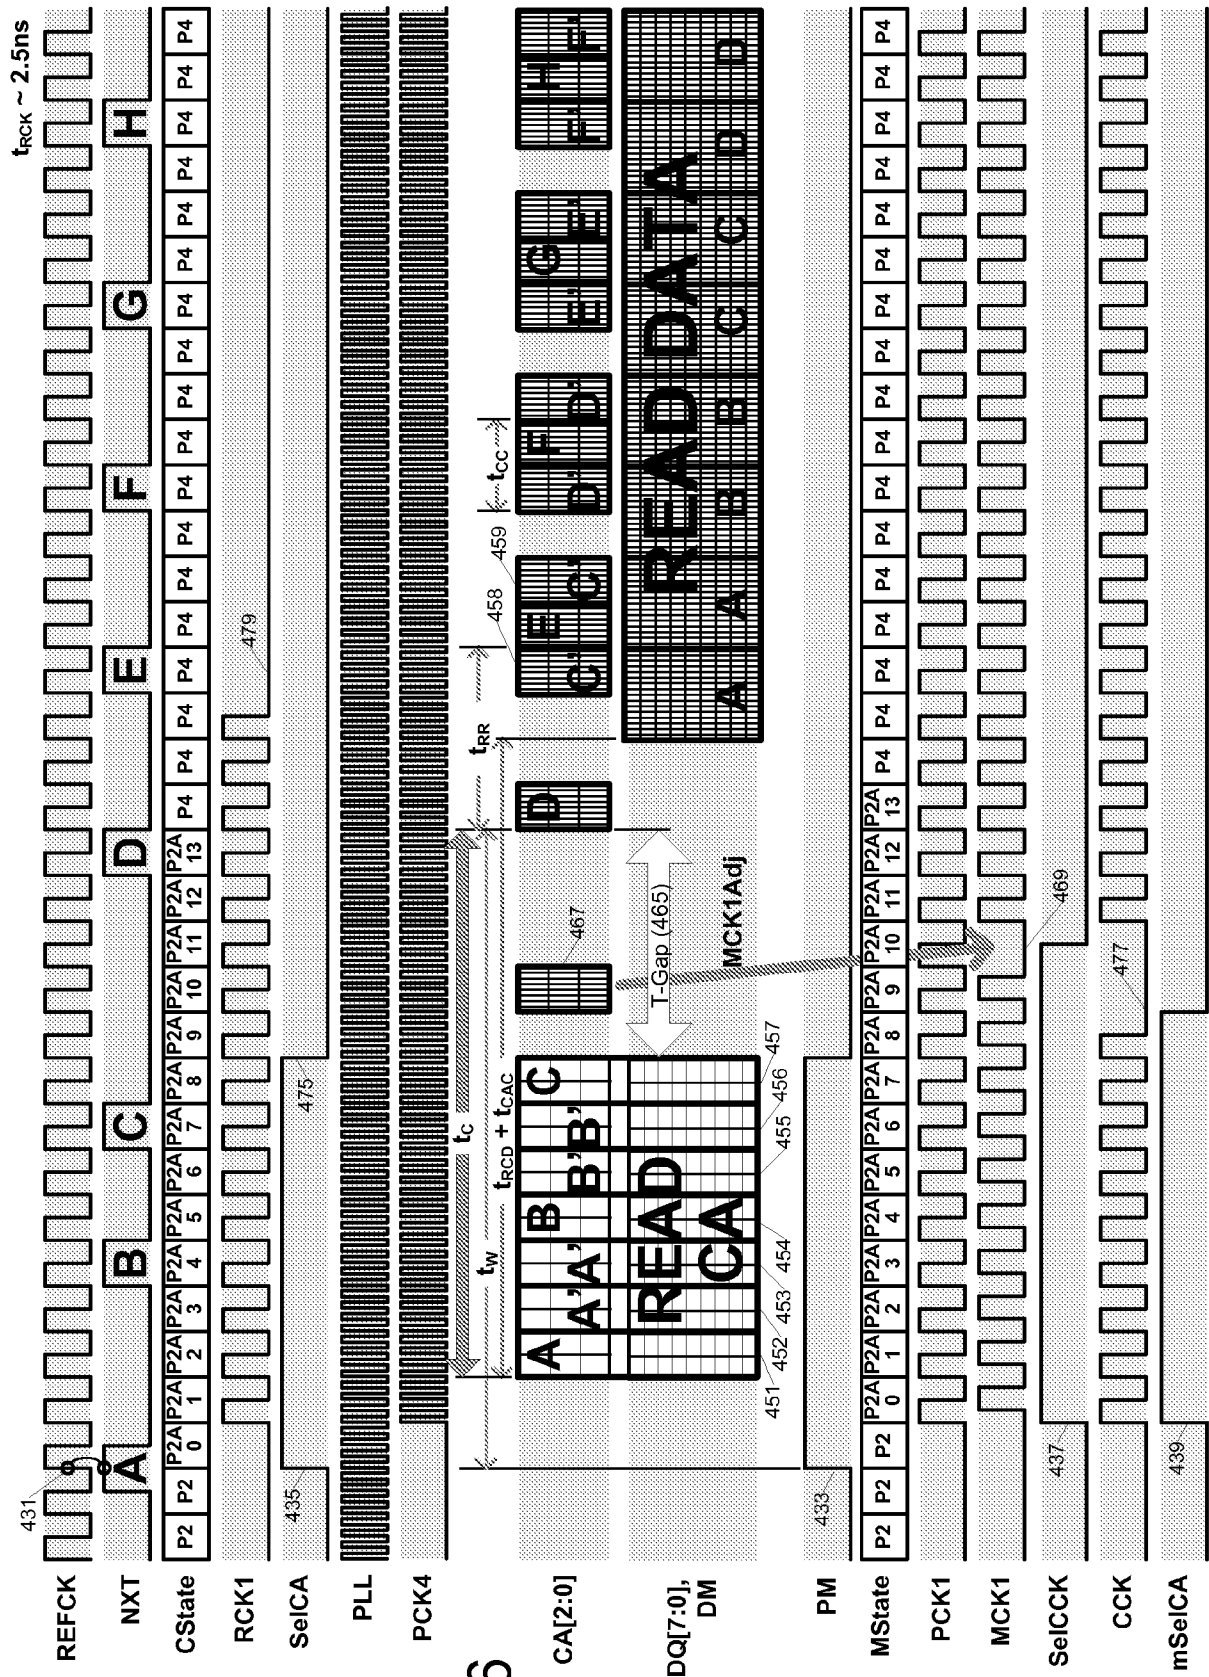 t_RCK ~ 2.5ns
431
REFCK
NXT A B C D E F G H
CState P2 P2 P2A P2A P2A P2A P2A P2A P2A P2A P2A P2A P2A P2A P2A P2A P4 P4 P4 P4 P4 P4 P4 P4 P4 P4 P4 P4 P4 P4 P4 P4 P4 P4
0 1 2 3 4 5 6 7 8 9 10 11 12 13
RCK1
479
SelCA
435 475
PLL
PCK4
t_C
t_RR
t_W
t_RCD + t_CAC
t_CC
458 459
6
CA[2:0] A B C D E F G H
A' A' B' B' C' C' D' D' E' E' F' F'
467
DQ[7:0],
DM
READ
CA
T-Gap (465)
READ DATA
A A B B C C D D
MCK1Adj
451 452 453 454 455 456 457
PM
433
MState P2 P2 P2 P2A P2A P2A P2A P2A P2A P2A P2A P2A P2A P2A P2A P2A P2A P4 P4 P4 P4 P4 P4 P4 P4 P4 P4 P4 P4 P4 P4 P4 P4 P4
0 1 2 3 4 5 6 7 8 9 10 11 12 13
PCK1
MCK1
469
SelCCK
437
CCK
477
mSelCA
439